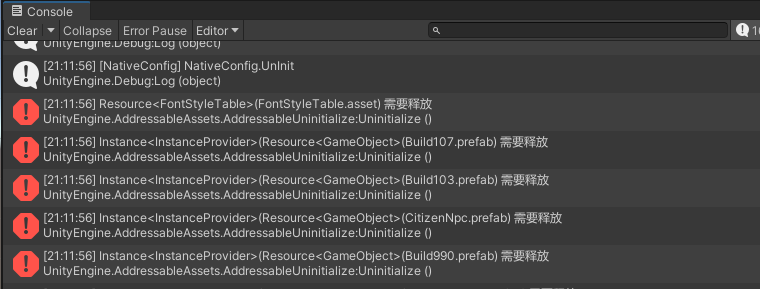 Console
Clear Collapse Error Pause Editor
UnityEngine.Debug:Log (object)
[21:11:56] [NativeConfig] NativeConfig.UnInit
UnityEngine.Debug:Log (object)
[21:11:56] Resource<FontStyleTable>(FontStyleTable.asset) 需要释放
UnityEngine.AddressableAssets.AddressableUninitialize:Uninitialize ()
[21:11:56] Instance<InstanceProvider>(Resource<GameObject>(Build107.prefab) 需要释放
UnityEngine.AddressableAssets.AddressableUninitialize:Uninitialize ()
[21:11:56] Instance<InstanceProvider>(Resource<GameObject>(Build103.prefab) 需要释放
UnityEngine.AddressableAssets.AddressableUninitialize:Uninitialize ()
[21:11:56] Instance<InstanceProvider>(Resource<GameObject>(CitizenNpc.prefab) 需要释放
UnityEngine.AddressableAssets.AddressableUninitialize:Uninitialize ()
[21:11:56] Instance<InstanceProvider>(Resource<GameObject>(Build990.prefab) 需要释放
UnityEngine.AddressableAssets.AddressableUninitialize:Uninitialize ()